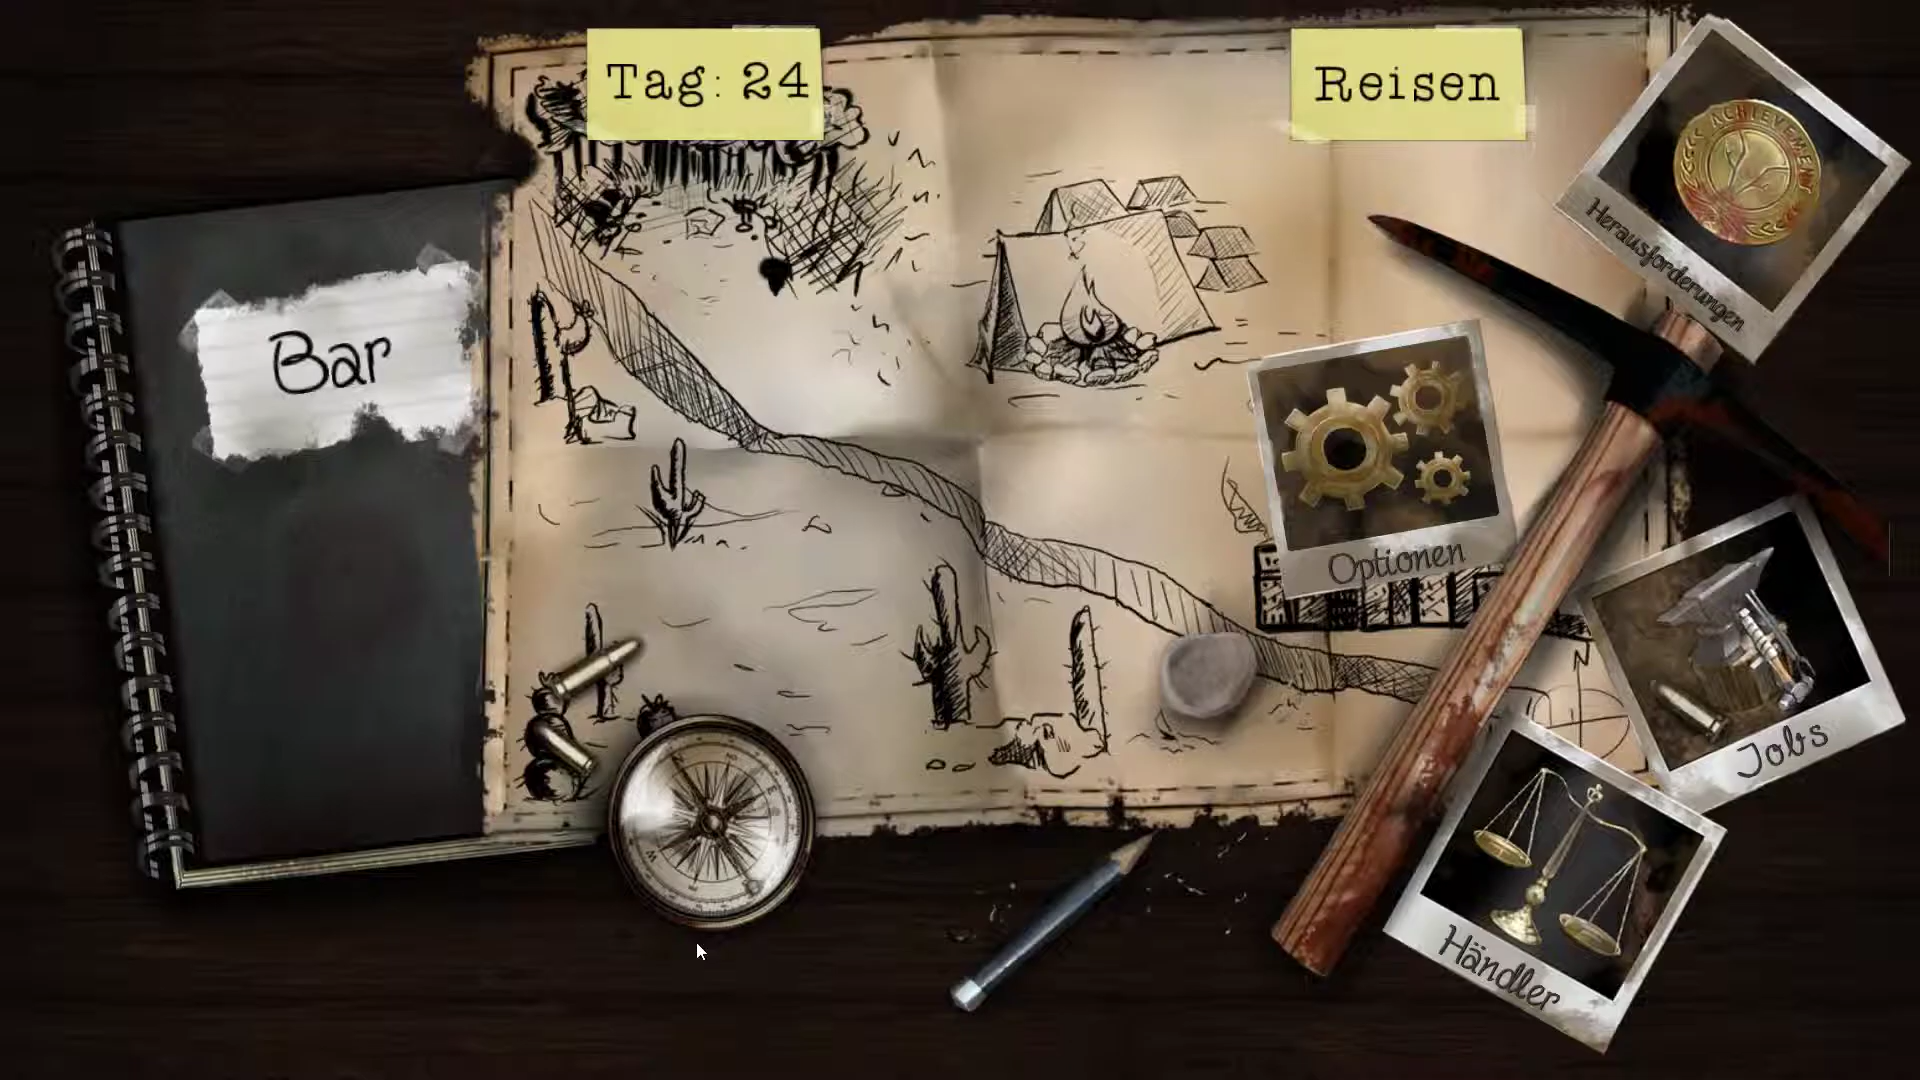 Tag: 24
Reisen
ACHIEVEMENT
Herausforderungen
Bar
Optionen
Jobs
Händler